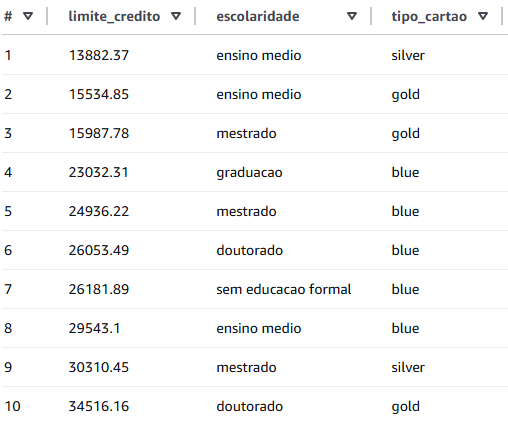 # limite_credito escolaridade tipo_cartao
1 13882.37 ensino medio silver
2 15534.85 ensino medio gold
3 15987.78 mestrado gold
4 23032.31 graduacao blue
5 24936.22 mestrado blue
6 26053.49 doutorado blue
7 26181.89 sem educacao formal blue
8 29543.1 ensino medio blue
9 30310.45 mestrado silver
10 34516.16 doutorado gold